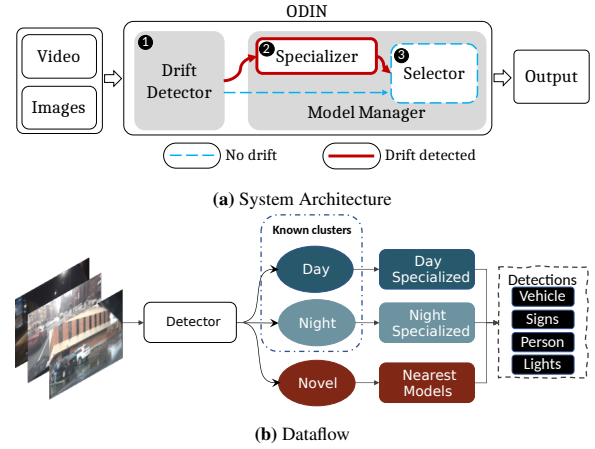 ODIN
Video
Images
1
Drift
Detector
2
Specializer
3
Selector
Model Manager
Output
No drift
Drift detected
(a) System Architecture
Known clusters
Day
Night
Novel
Detector
Day
Specialized
Night
Specialized
Nearest
Models
Detections
Vehicle
Signs
Person
Lights
(b) Dataflow